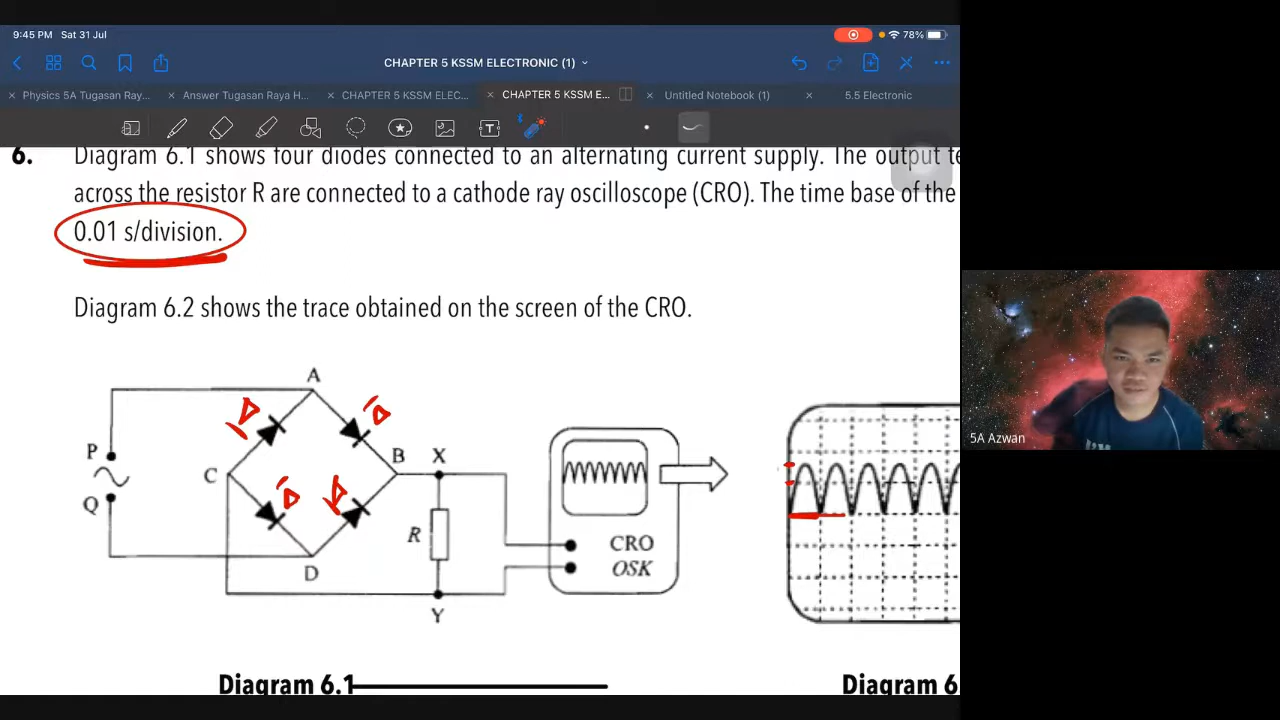 9:45 PM Sat 31 Jul
78%
CHAPTER 5 KSSM ELECTRONIC (1)
Physics 5A Tugasan Ray...
Answer Tugasan Raya H...
CHAPTER 5 KSSM ELEC...
CHAPTER 5 KSSM E...
Untitled Notebook (1)
5.5 Electronic
6. Diagram 6.1 shows four diodes connected to an alternating current supply. The output te
across the resistor R are connected to a cathode ray oscilloscope (CRO). The time base of the
0.01 s/division.
Diagram 6.2 shows the trace obtained on the screen of the CRO.
A
P
C
B
X
Q
R
CRO
OSK
D
Y
5A Azwan
Diagram 6.1
Diagram 6